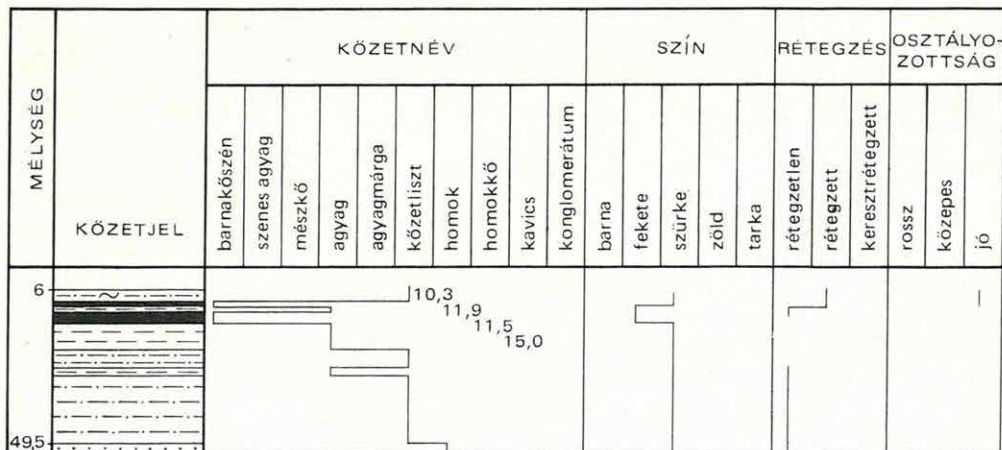 MÉLYSÉG
KŐZETJEL
KÖZETNÉV
SZÍN
RÉTEGZÉS
OSZTÁLYO-
ZOTTSÁG
barnakőszén
szenes agyag
mészkő
agyag
agyagmárga
kőzetliszt
homok
homokkő
kavics
konglomerátum
barna
fekete
szürke
zöld
tarka
rétegzetlen
rétegzett
keresztrétegzett
rossz
közepes
jó
6
10,3
11,9
11,5
15,0
49,5